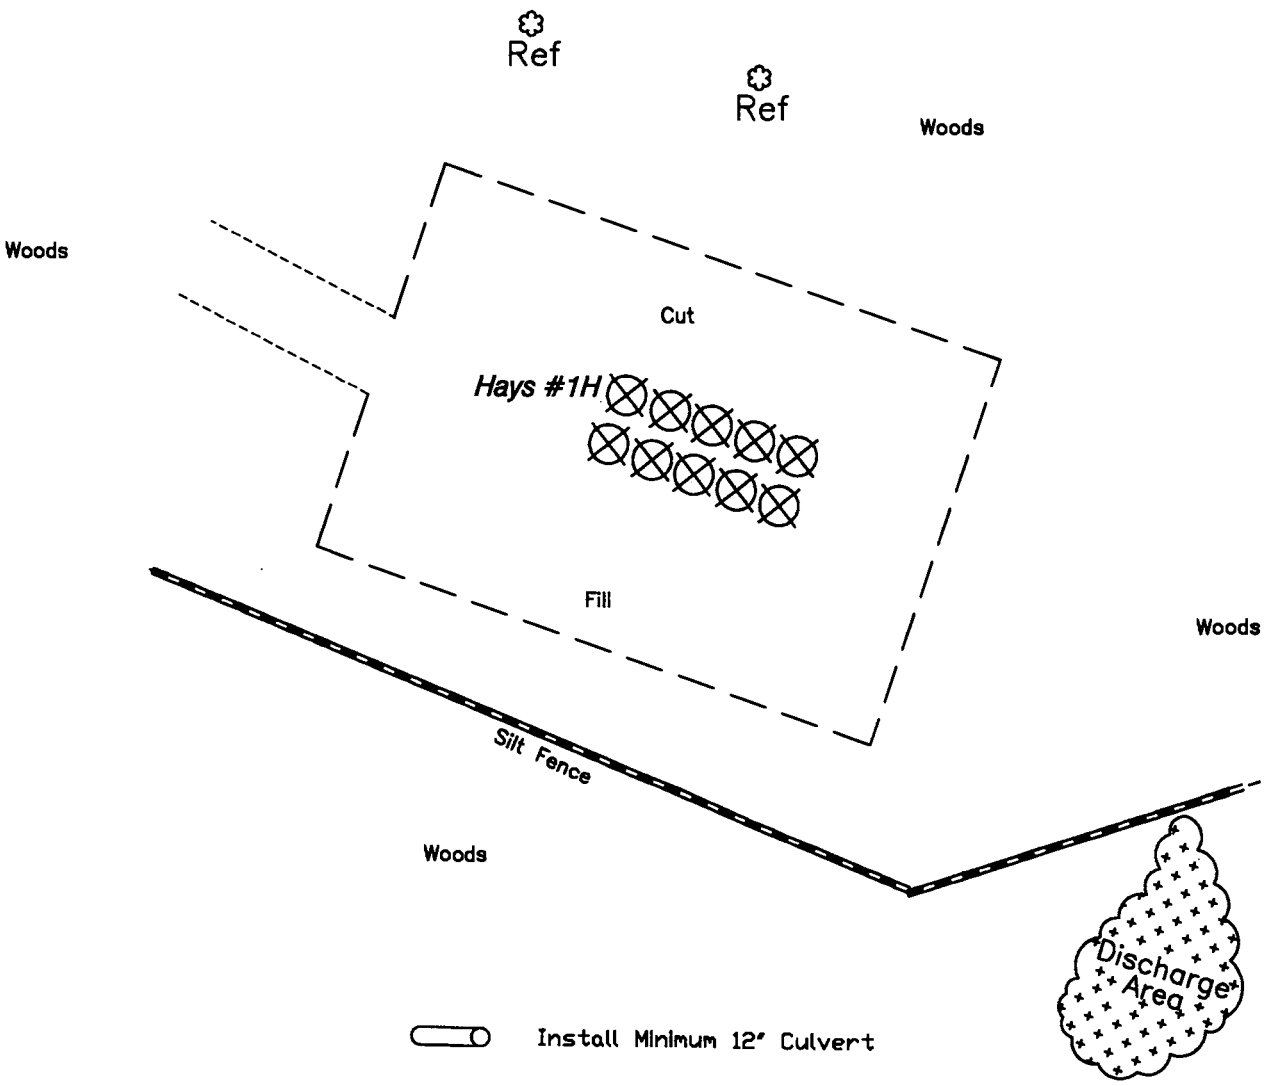 Ref
Ref
Woods
Woods
Cut
Hays #1H
Fill
Woods
Silt Fence
Woods
Discharge
Area
Install Minimum 12" Culvert